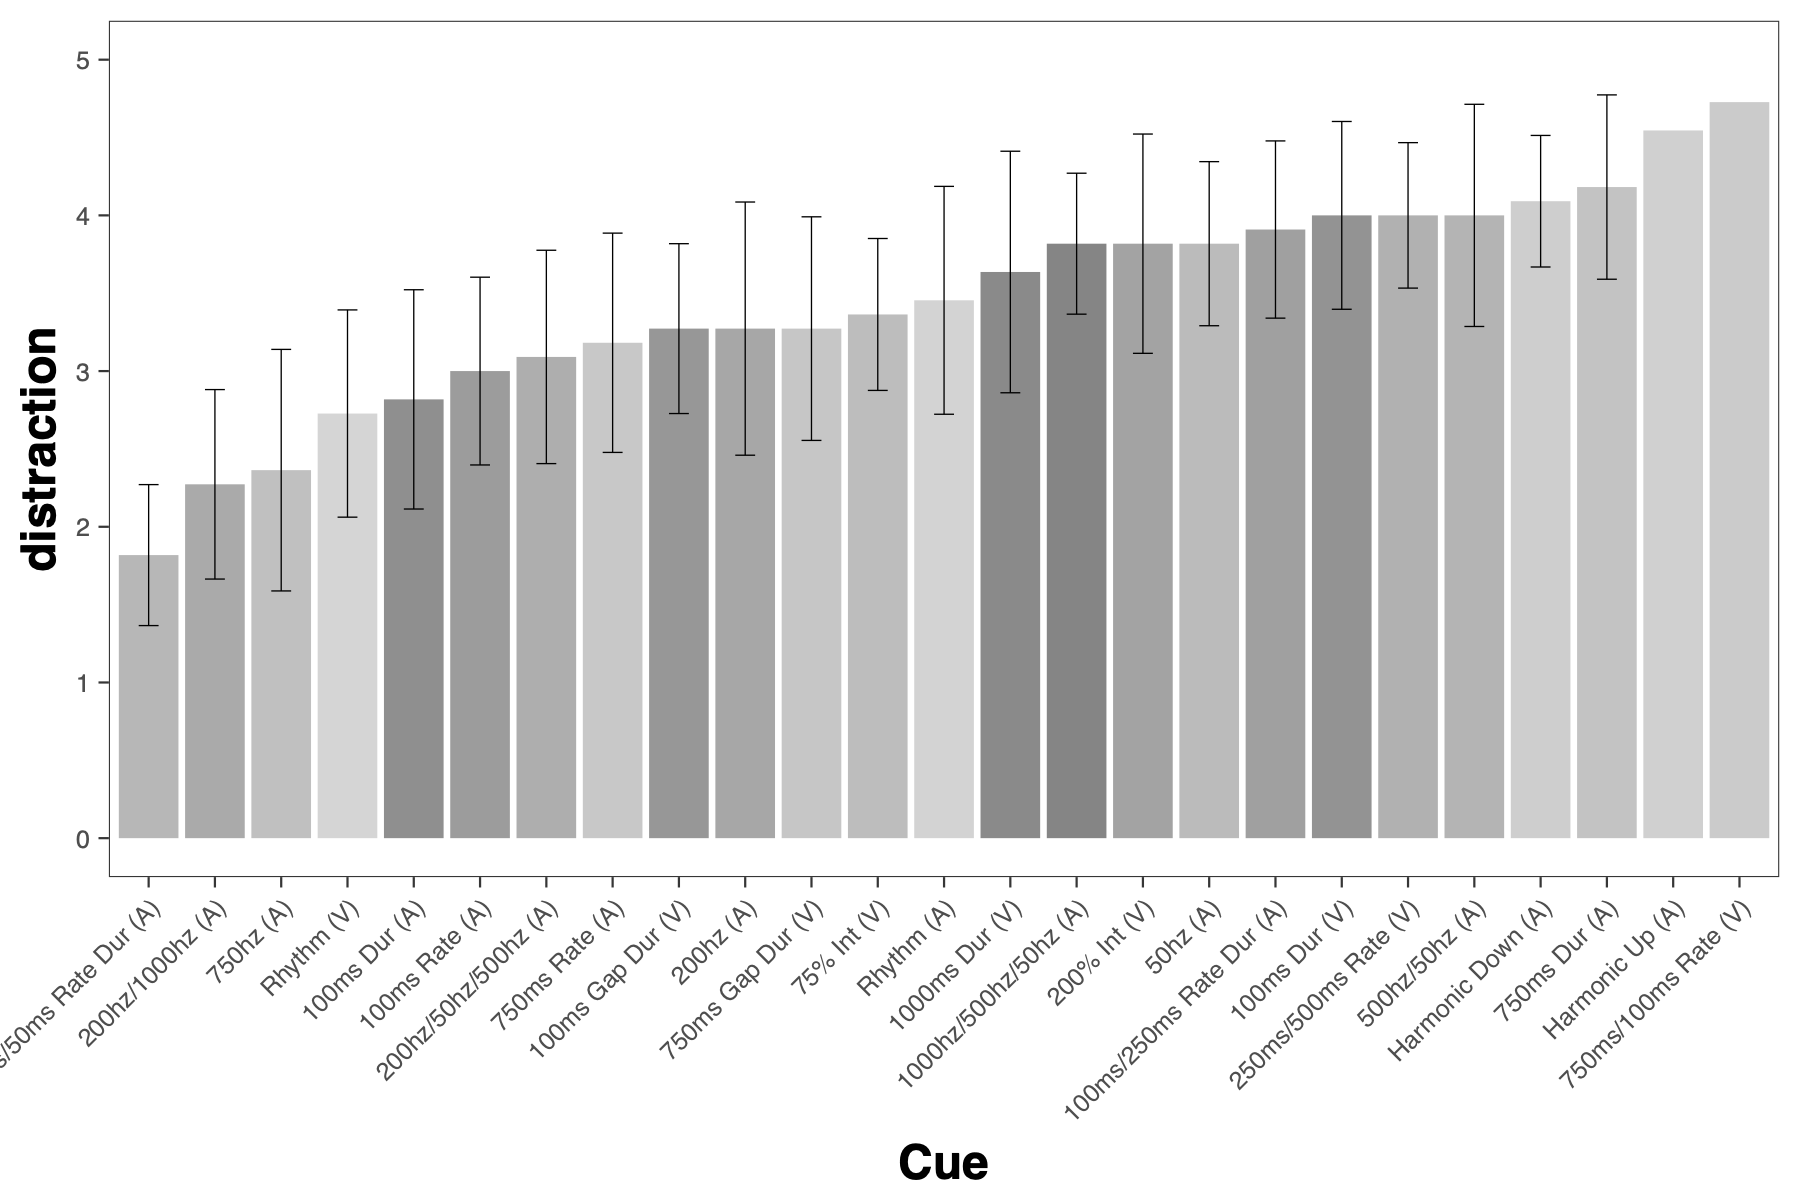 distraction
5
4
3
2
1
0
/50ms Rate Dur (A)
200hz/1000hz (A)
750hz (A)
Rhythm (V)
100ms Dur (A)
100ms Rate (A)
200hz/50hz/500hz (A)
750ms Rate (A)
100ms Gap Dur (V)
200hz (A)
750ms Gap Dur (V)
75% Int (V)
Rhythm (A)
1000ms Dur (V)
1000hz/500hz/50hz (A)
200% Int (V)
50hz (A)
100ms/250ms Rate Dur (A)
100ms Dur (V)
250ms/500ms Rate (V)
500hz/50hz (A)
Harmonic Down (A)
750ms Dur (A)
Harmonic Up (A)
750ms/100ms Rate (V)
Cue